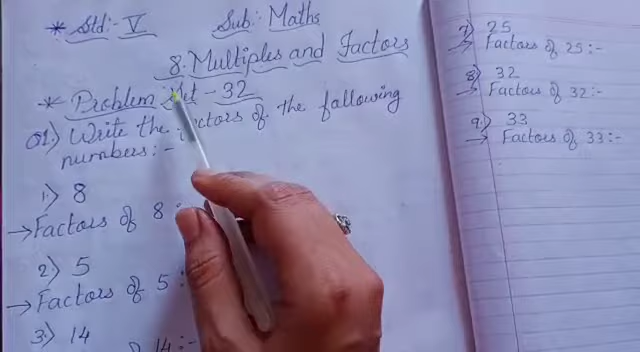 * Std:- V Sub:- Maths
8. Multiples and Factors
* Problem Set - 32
Q1.) Write the factors of the fallowing
numbers:-
1.) 8
→ Factors of 8
2.) 5
→ Factors of 5:
3.) 14
of 14:-
7.) 25
→ Factors of 25:-
8.) 32
→ Factors of 32:-
9.) 33
→ Factors of 33:-